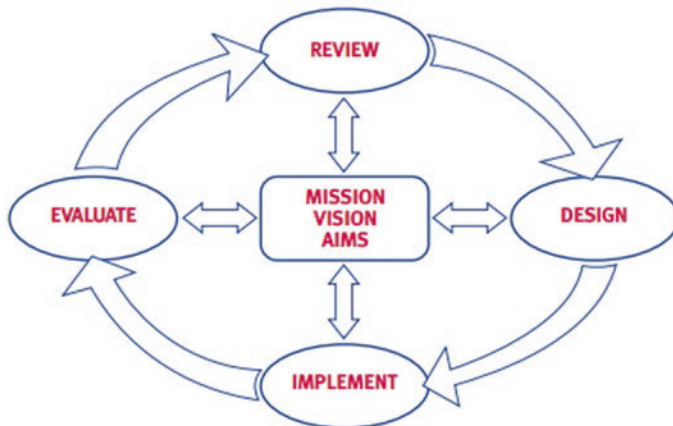 REVIEW
EVALUATE
MISSION
VISION
AIMS
DESIGN
IMPLEMENT